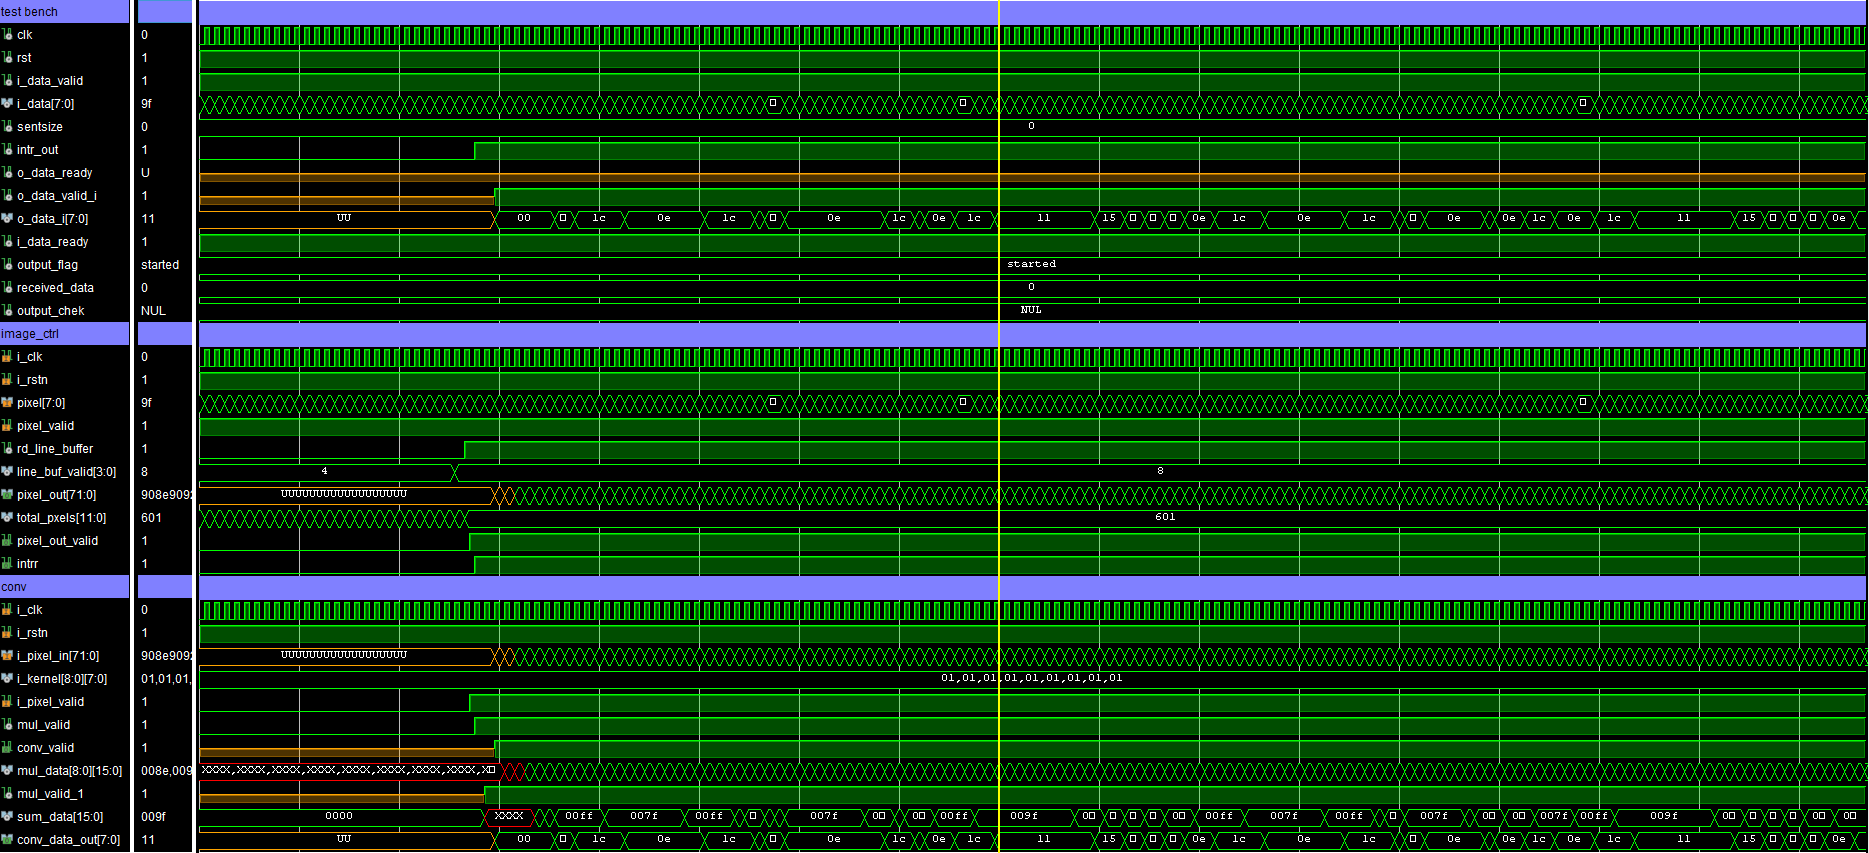 test bench
clk 0
rst 1
i_data_valid 1
i_data[7:0] 9f
sentsize 0 0
intr_out 1
o_data_ready U
o_data_valid_i 1
o_data_i[7:0] 11 UU 00 1c 0e 1c 0e 1c 0e 1c 11 15 0e 1c 0e 1c 0e 0e 1c 0e 1c 11 15 0e
i_data_ready 1
output_flag started started
received_data 0 0
output_chek NUL NUL
image_ctrl
i_clk 0
i_rstn 1
pixel[7:0] 9f
pixel_valid 1
rd_line_buffer 1
line_buf_valid[3:0] 8 4 8
pixel_out[71:0] 908e909 UUUUUUUUUUUUUUUUUU
total_pxels[11:0] 601 601
pixel_out_valid 1
intrr 1
conv
i_clk 0
i_rstn 1
i_pixel_in[71:0] 908e909 UUUUUUUUUUUUUUUUUU
i_kernel[8:0][7:0] 01,01,01, 01,01,01,01,01,01,01,01,01
i_pixel_valid 1
mul_valid 1
conv_valid 1
mul_data[8:0][15:0] 008e,009 XXXX,XXXX,XXXX,XXXX,XXXX,XXXX,XXXX,XXXX,X
mul_valid_1 1
sum_data[15:0] 009f 0000 XXXX 00ff 007f 00ff 007f 00 00 00ff 009f 00 00 00ff 007f 00ff 007f 00 007f 00ff 009f 00 00 00
conv_data_out[7:0] 11 UU 00 1c 0e 1c 0e 1c 0e 1c 11 15 0e 1c 0e 1c 0e 0e 1c 0e 1c 11 15 0e